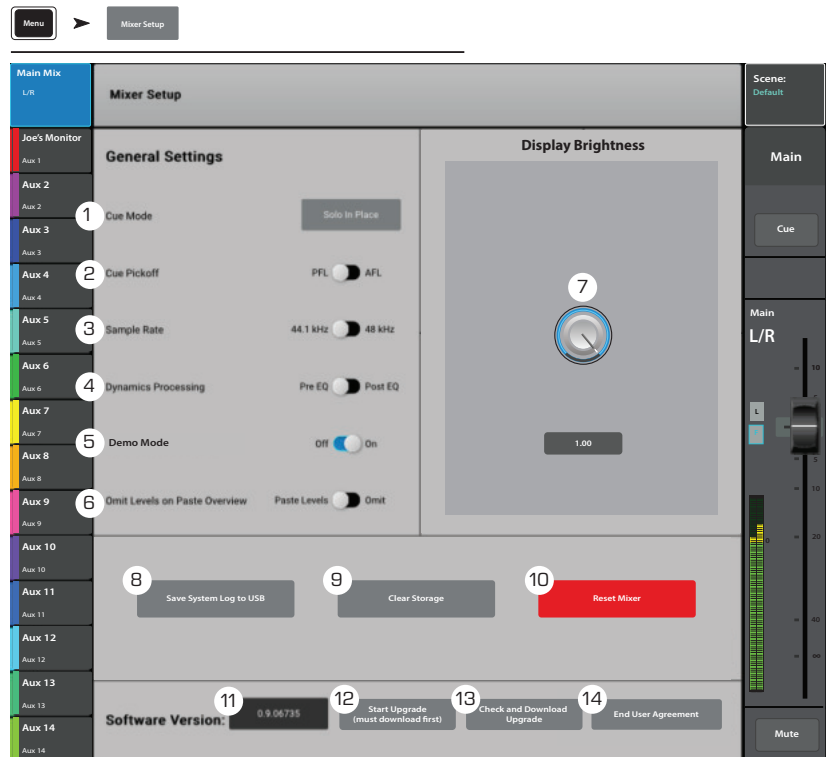 Menu
Mixer Setup
Main Mix
L/R
Mixer Setup
Scene:
Default
Joe's Monitor
Aux 1
Aux 2
Aux 2
Aux 3
Aux 3
Aux 4
Aux 4
Aux 5
Aux 5
Aux 6
Aux 6
Aux 7
Aux 7
Aux 8
Aux 8
Aux 9
Aux 9
Aux 10
Aux 10
Aux 11
Aux 11
Aux 12
Aux 12
Aux 13
Aux 13
Aux 14
Aux 14
General Settings
1 Cue Mode Solo In Place
2 Cue Pickoff PFL AFL
3 Sample Rate 44.1 kHz 48 kHz
4 Dynamics Processing Pre EQ Post EQ
5 Demo Mode Off On
6 Omit Levels on Paste Overview Paste Levels Omit
Display Brightness
7
1.00
8 Save System Log to USB
9 Clear Storage
10 Reset Mixer
Software Version:
11 0.9.06735
12 Start Upgrade
(must download first)
13 Check and Download
Upgrade
14 End User Agreement
Main
Cue
Main
L/R
10
L
5
10
0
20
40
∞
Mute